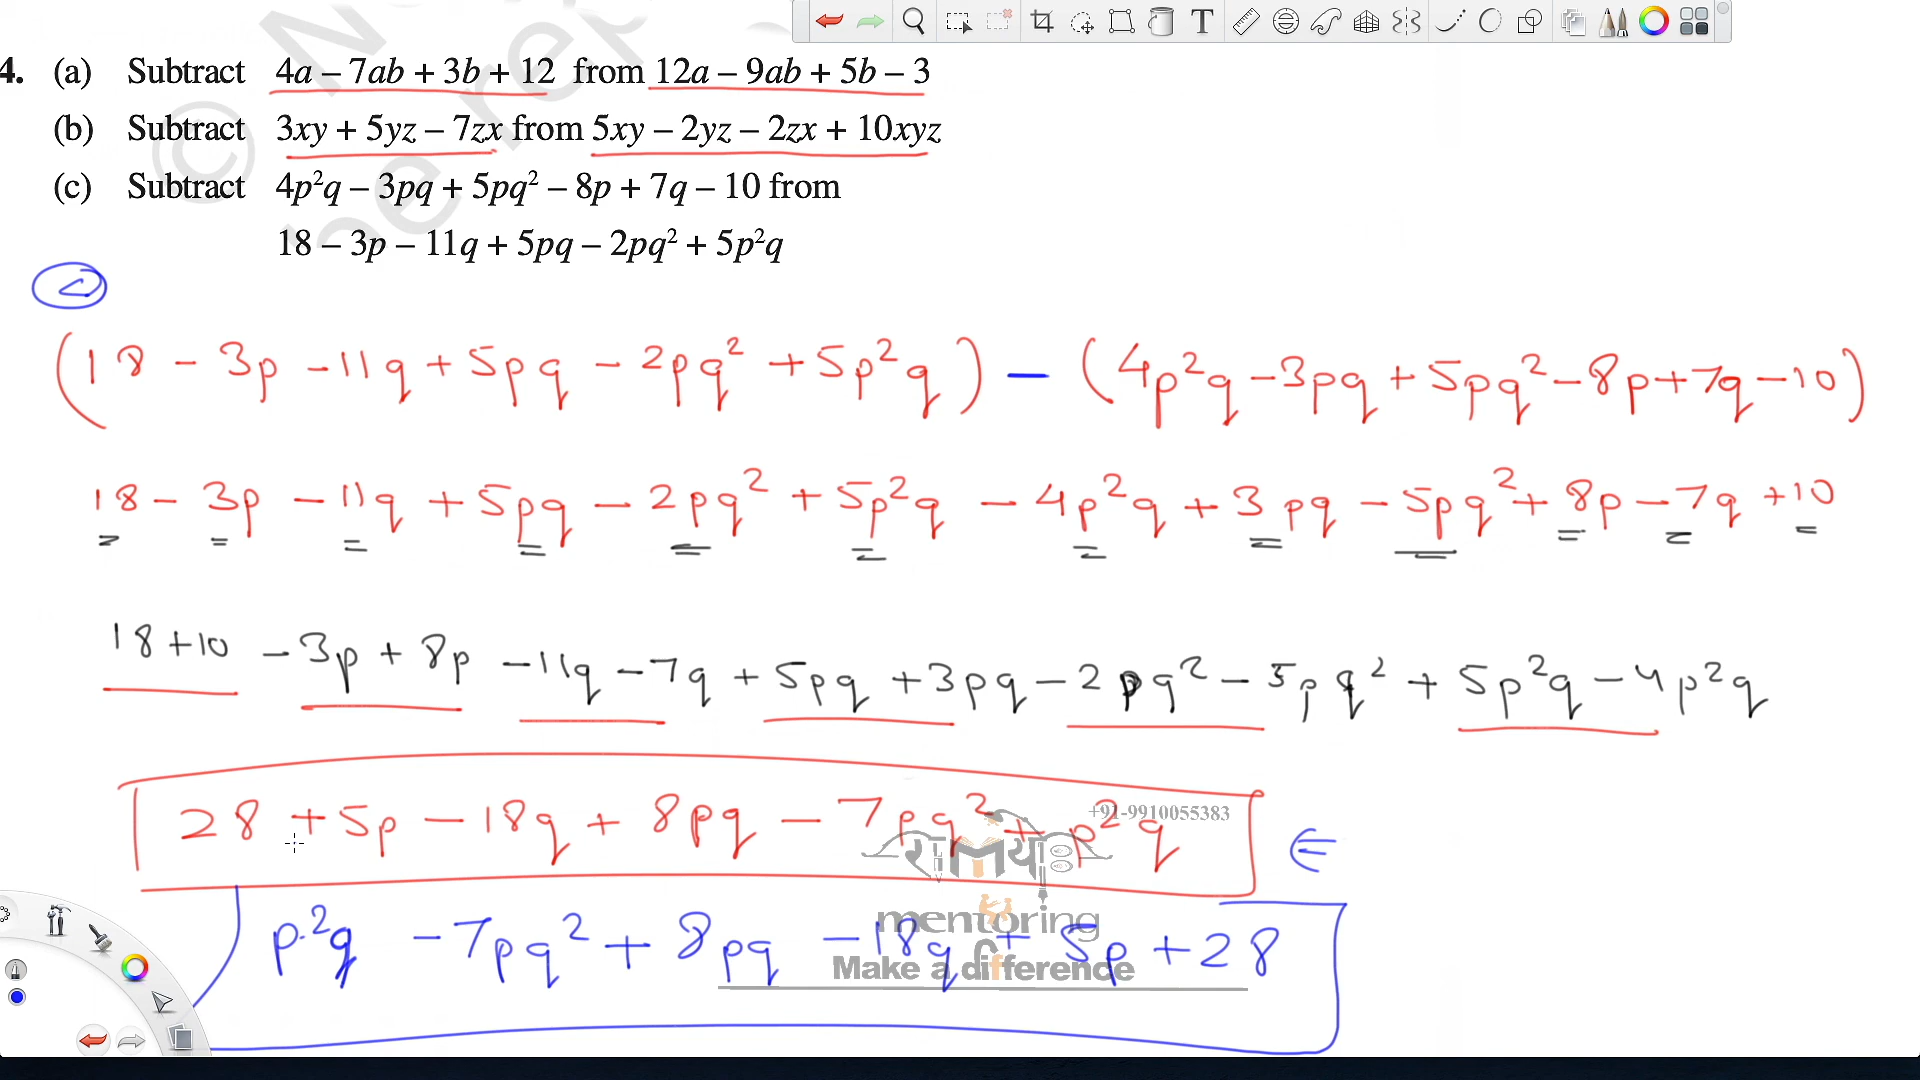 4. (a) Subtract 4a – 7ab + 3b + 12 from 12a – 9ab + 5b – 3
(b) Subtract 3xy + 5yz – 7zx from 5xy – 2yz – 2zx + 10xyz
(c) Subtract 4p²q – 3pq + 5pq² – 8p + 7q – 10 from
18 – 3p – 11q + 5pq – 2pq² + 5p²q
(18 - 3p - 11q + 5pq - 2pq² + 5p²q) - (4p²q - 3pq + 5pq² - 8p + 7q - 10)
18 - 3p - 11q + 5pq - 2pq² + 5p²q - 4p²q + 3pq - 5pq² + 8p - 7q + 10
18 + 10 - 3p + 8p - 11q - 7q + 5pq + 3pq - 2pq² - 5pq² + 5p²q - 4p²q
28 + 5p - 18q + 8pq - 7pq² + p²q
+91-9910055383
p²q - 7pq² + 8pq - 18q + 5p + 28
mentoring
Make a difference